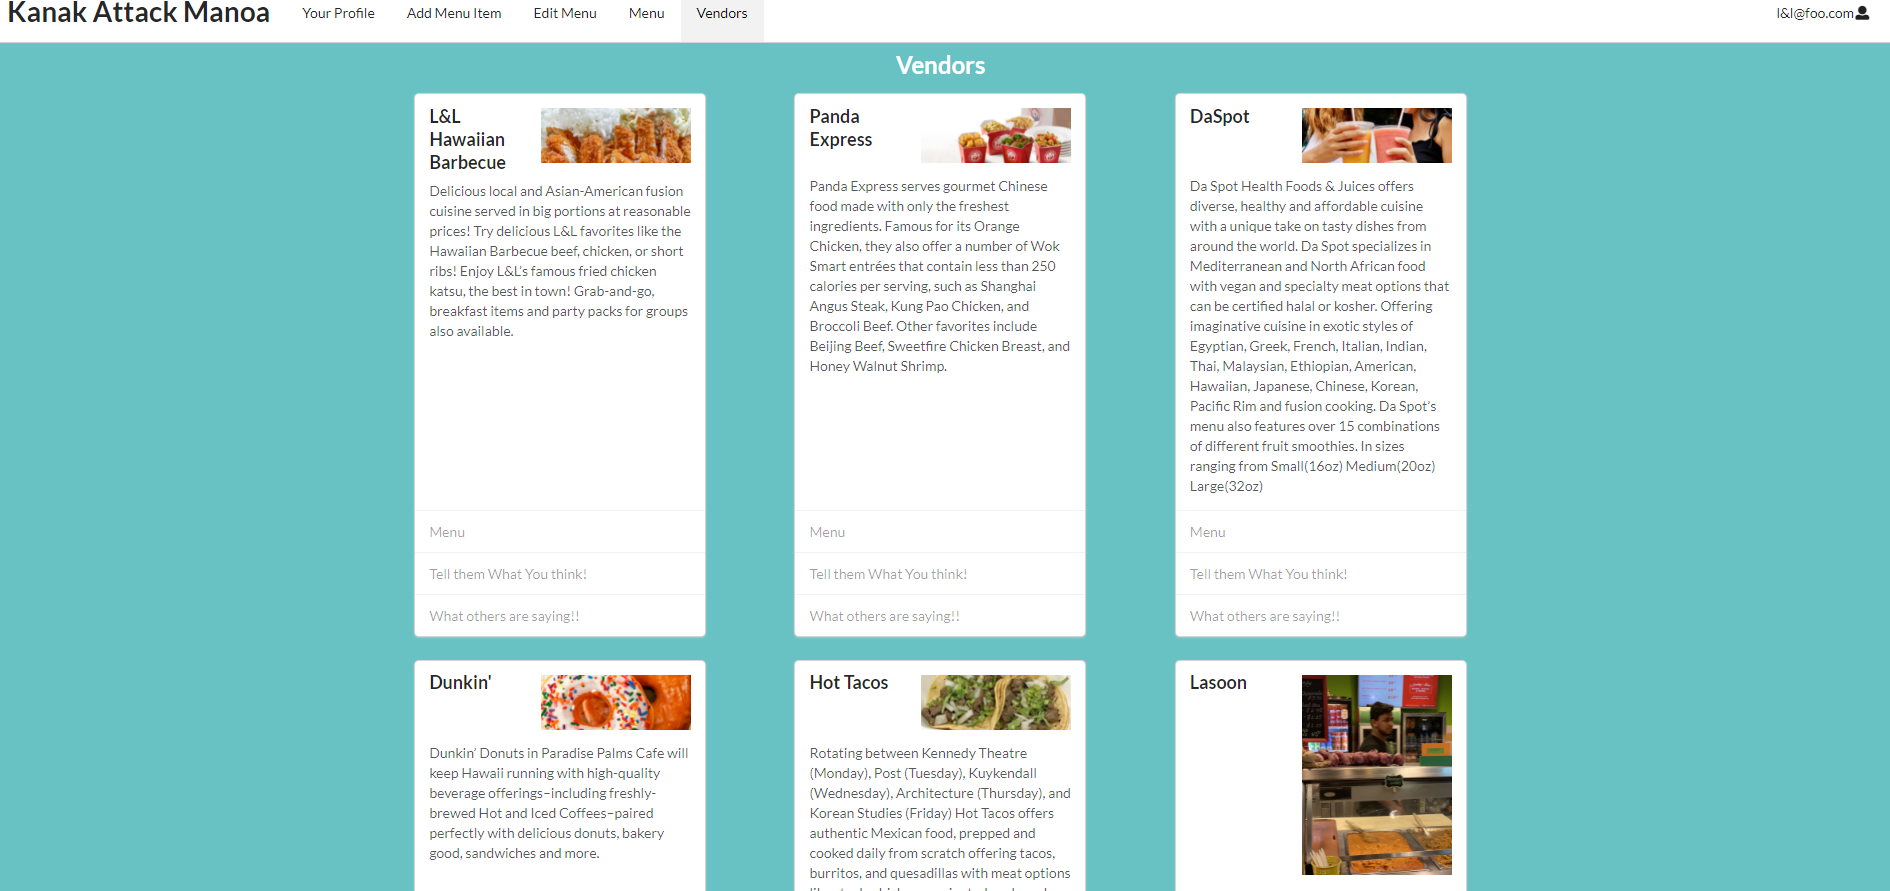 Kanak Attack Manoa Your Profile Add Menu Item Edit Menu Menu Vendors l&l@foo.com
Vendors
L&L
Hawaiian
Barbecue
Delicious local and Asian-American fusion
cuisine served in big portions at reasonable
prices! Try delicious L&L favorites like the
Hawaiian Barbecue beef, chicken, or short
ribs! Enjoy L&L's famous fried chicken
katsu, the best in town! Grab-and-go,
breakfast items and party packs for groups
also available.
Menu
Tell them What You think!
What others are saying!!
Panda
Express
Panda Express serves gourmet Chinese
food made with only the freshest
ingredients. Famous for its Orange
Chicken, they also offer a number of Wok
Smart entrées that contain less than 250
calories per serving, such as Shanghai
Angus Steak, Kung Pao Chicken, and
Broccoli Beef. Other favorites include
Beijing Beef, Sweetfire Chicken Breast, and
Honey Walnut Shrimp.
Menu
Tell them What You think!
What others are saying!!
DaSpot
Da Spot Health Foods & Juices offers
diverse, healthy and affordable cuisine
with a unique take on tasty dishes from
around the world. Da Spot specializes in
Mediterranean and North African food
with vegan and specialty meat options that
can be certified halal or kosher. Offering
imaginative cuisine in exotic styles of
Egyptian, Greek, French, Italian, Indian,
Thai, Malaysian, Ethiopian, American,
Hawaiian, Japanese, Chinese, Korean,
Pacific Rim and fusion cooking. Da Spot's
menu also features over 15 combinations
of different fruit smoothies. In sizes
ranging from Small(16oz) Medium(20oz)
Large(32oz)
Menu
Tell them What You think!
What others are saying!!
Dunkin'
Dunkin' Donuts in Paradise Palms Cafe will
keep Hawaii running with high-quality
beverage offerings–including freshly-
brewed Hot and Iced Coffees–paired
perfectly with delicious donuts, bakery
good, sandwiches and more.
Hot Tacos
Rotating between Kennedy Theatre
(Monday), Post (Tuesday), Kuykendall
(Wednesday), Architecture (Thursday), and
Korean Studies (Friday) Hot Tacos offers
authentic Mexican food, prepped and
cooked daily from scratch offering tacos,
burritos, and quesadillas with meat options
Lasoon